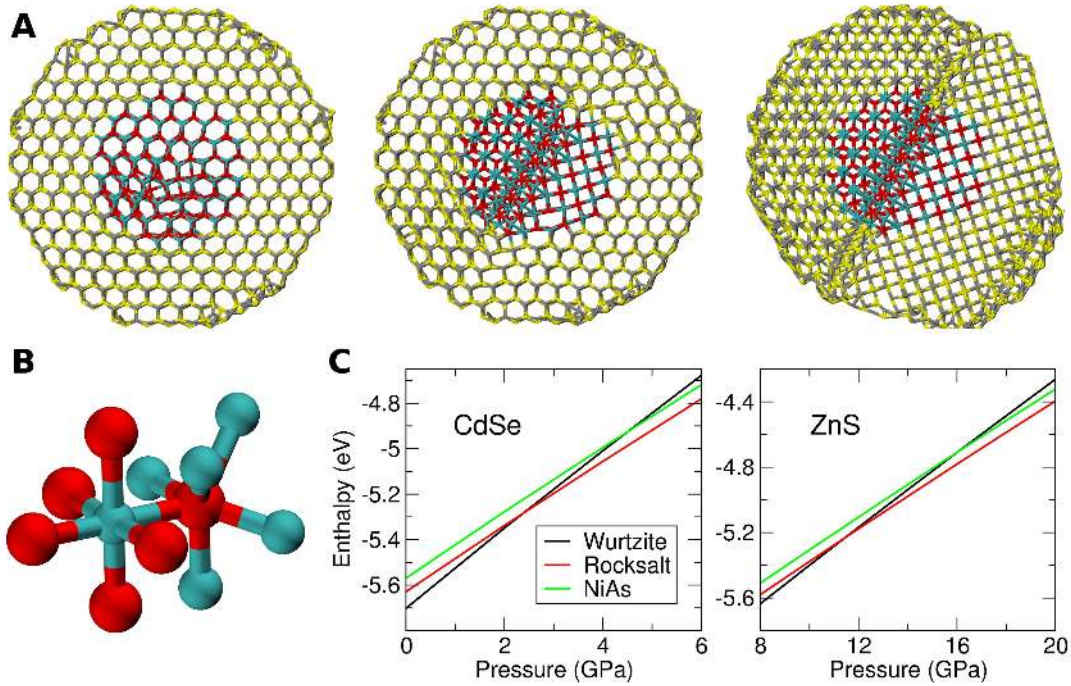 A
B
C
Enthalpy (eV)
-4.8
-5
-5.2
-5.4
-5.6
CdSe
Wurtzite
Rocksalt
NiAs
0
2
4
6
Pressure (GPa)
-4.4
-4.8
-5.2
-5.6
ZnS
8
12
16
20
Pressure (GPa)